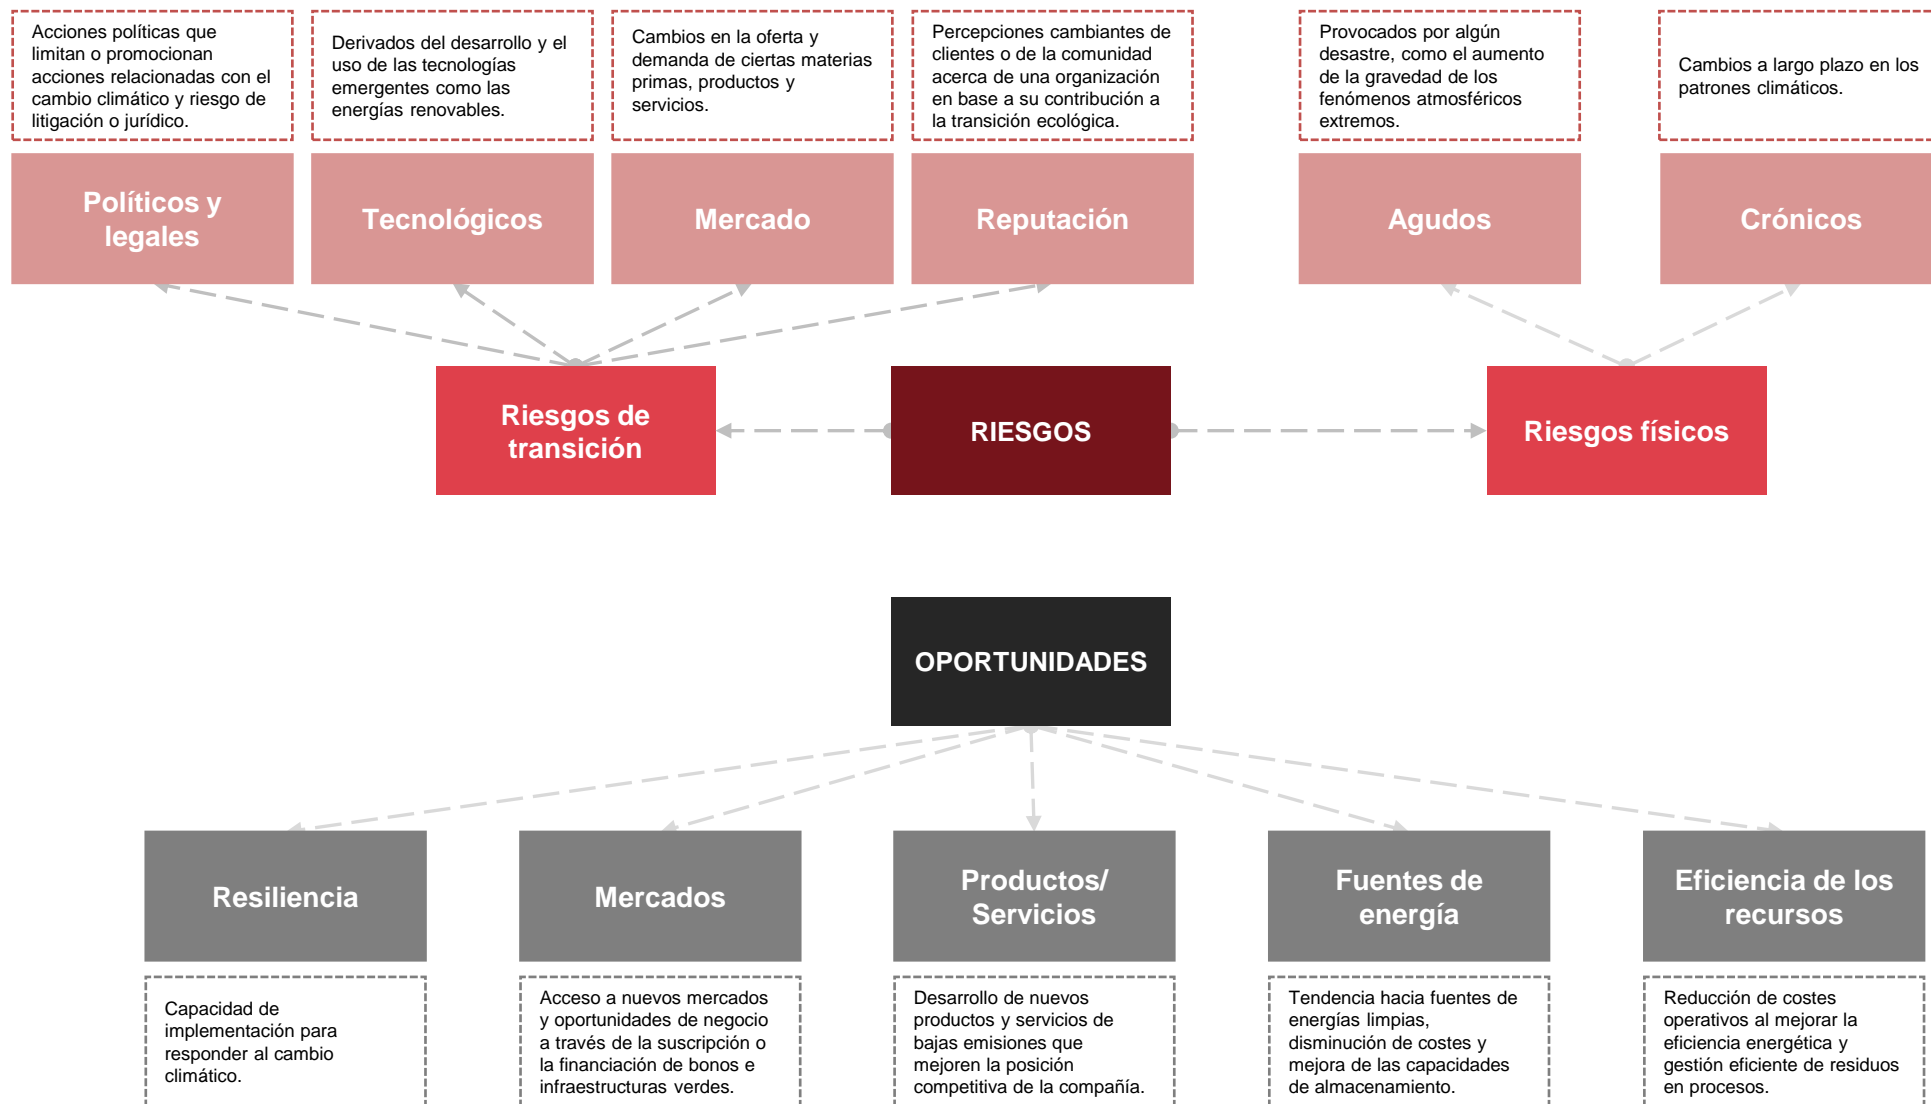 Acciones políticas que
limitan o promocionan
acciones relacionadas con el
cambio climático y riesgo de
litigación o jurídico.
Derivados del desarrollo y el
uso de las tecnologías
emergentes como las
energías renovables.
Cambios en la oferta y
demanda de ciertas materias
primas, productos y
servicios.
Percepciones cambiantes de
clientes o de la comunidad
acerca de una organización
en base a su contribución a
la transición ecológica.
Provocados por algún
desastre, como el aumento
de la gravedad de los
fenómenos atmosféricos
extremos.
Cambios a largo plazo en los
patrones climáticos.
Políticos y
legales
Tecnológicos
Mercado
Reputación
Agudos
Crónicos
Riesgos de
transición
RIESGOS
Riesgos físicos
OPORTUNIDADES
Resiliencia
Mercados
Productos/
Servicios
Fuentes de
energía
Eficiencia de los
recursos
Capacidad de
implementación para
responder al cambio
climático.
Acceso a nuevos mercados
y oportunidades de negocio
a través de la suscripción o
la financiación de bonos e
infraestructuras verdes.
Desarrollo de nuevos
productos y servicios de
bajas emisiones que
mejoren la posición
competitiva de la compañía.
Tendencia hacia fuentes de
energías limpias,
disminución de costes y
mejora de las capacidades
de almacenamiento.
Reducción de costes
operativos al mejorar la
eficiencia energética y
gestión eficiente de residuos
en procesos.